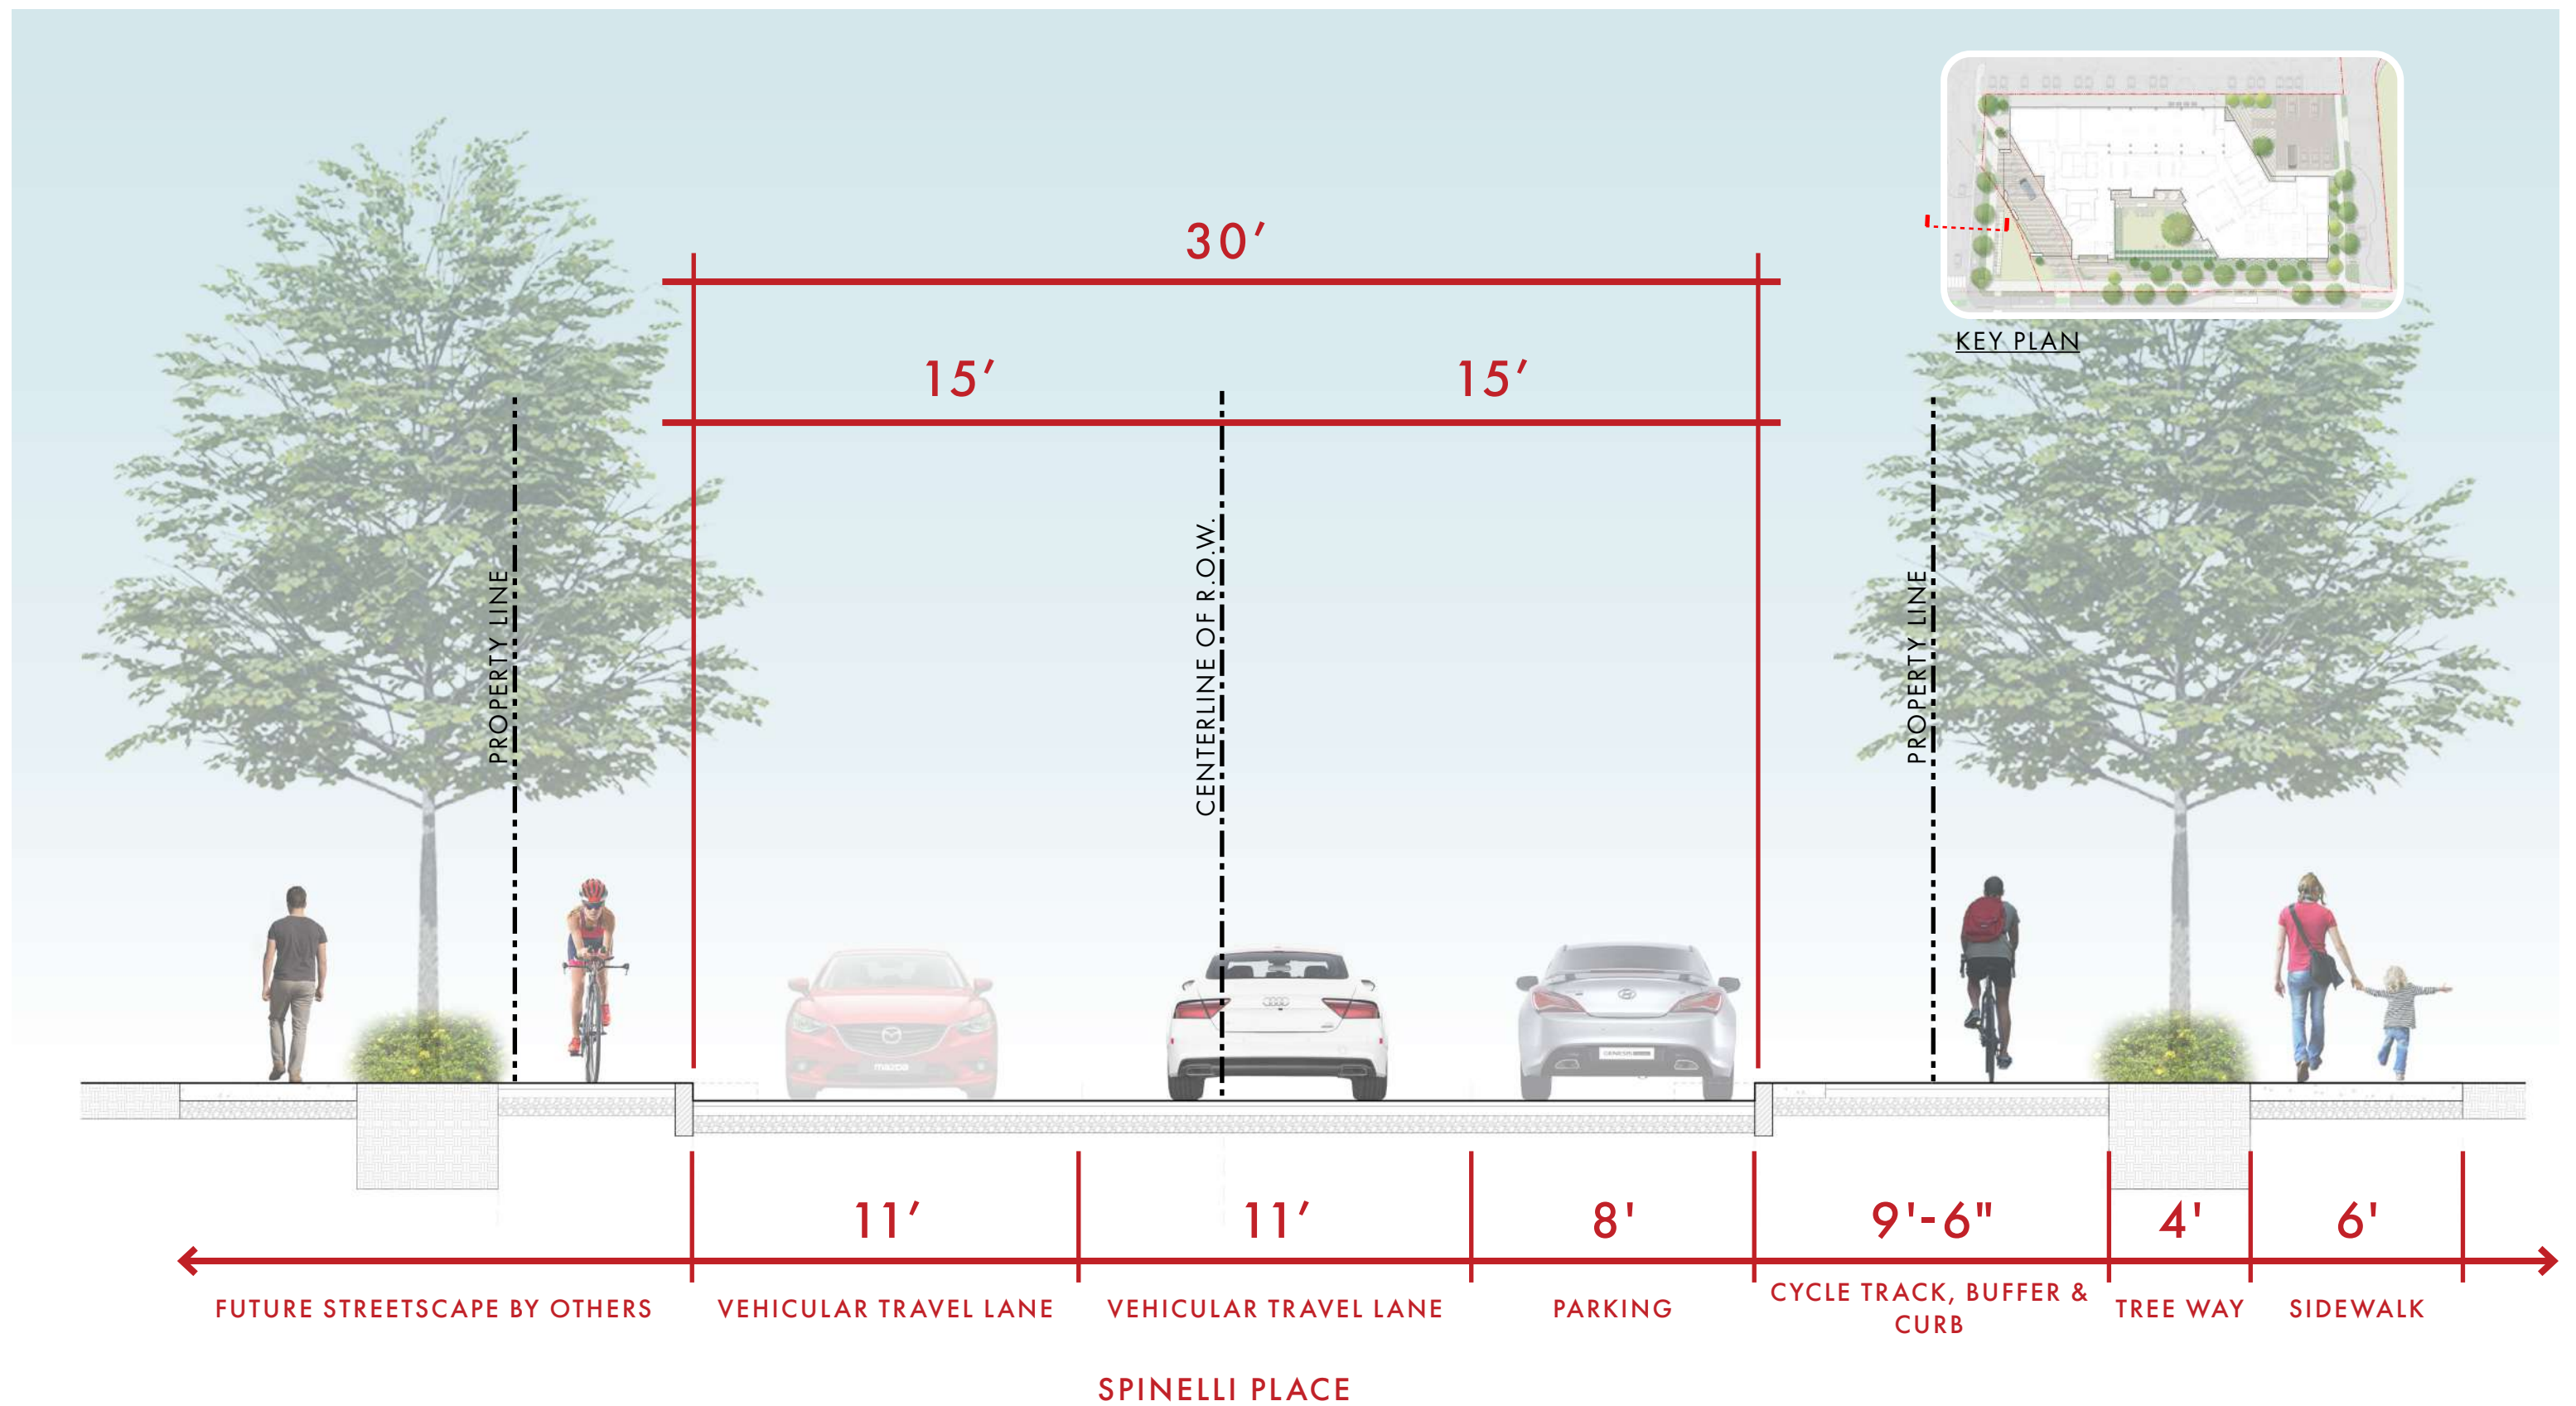 30′
15′
15′
KEY PLAN
PROPERTY LINE
CENTERLINE OF R.O.W.
PROPERTY LINE
mazda
GENESIS
11′
11′
8'
9'-6"
4'
6'
FUTURE STREETSCAPE BY OTHERS
VEHICULAR TRAVEL LANE
VEHICULAR TRAVEL LANE
PARKING
CYCLE TRACK, BUFFER &
CURB
TREE WAY
SIDEWALK
SPINELLI PLACE